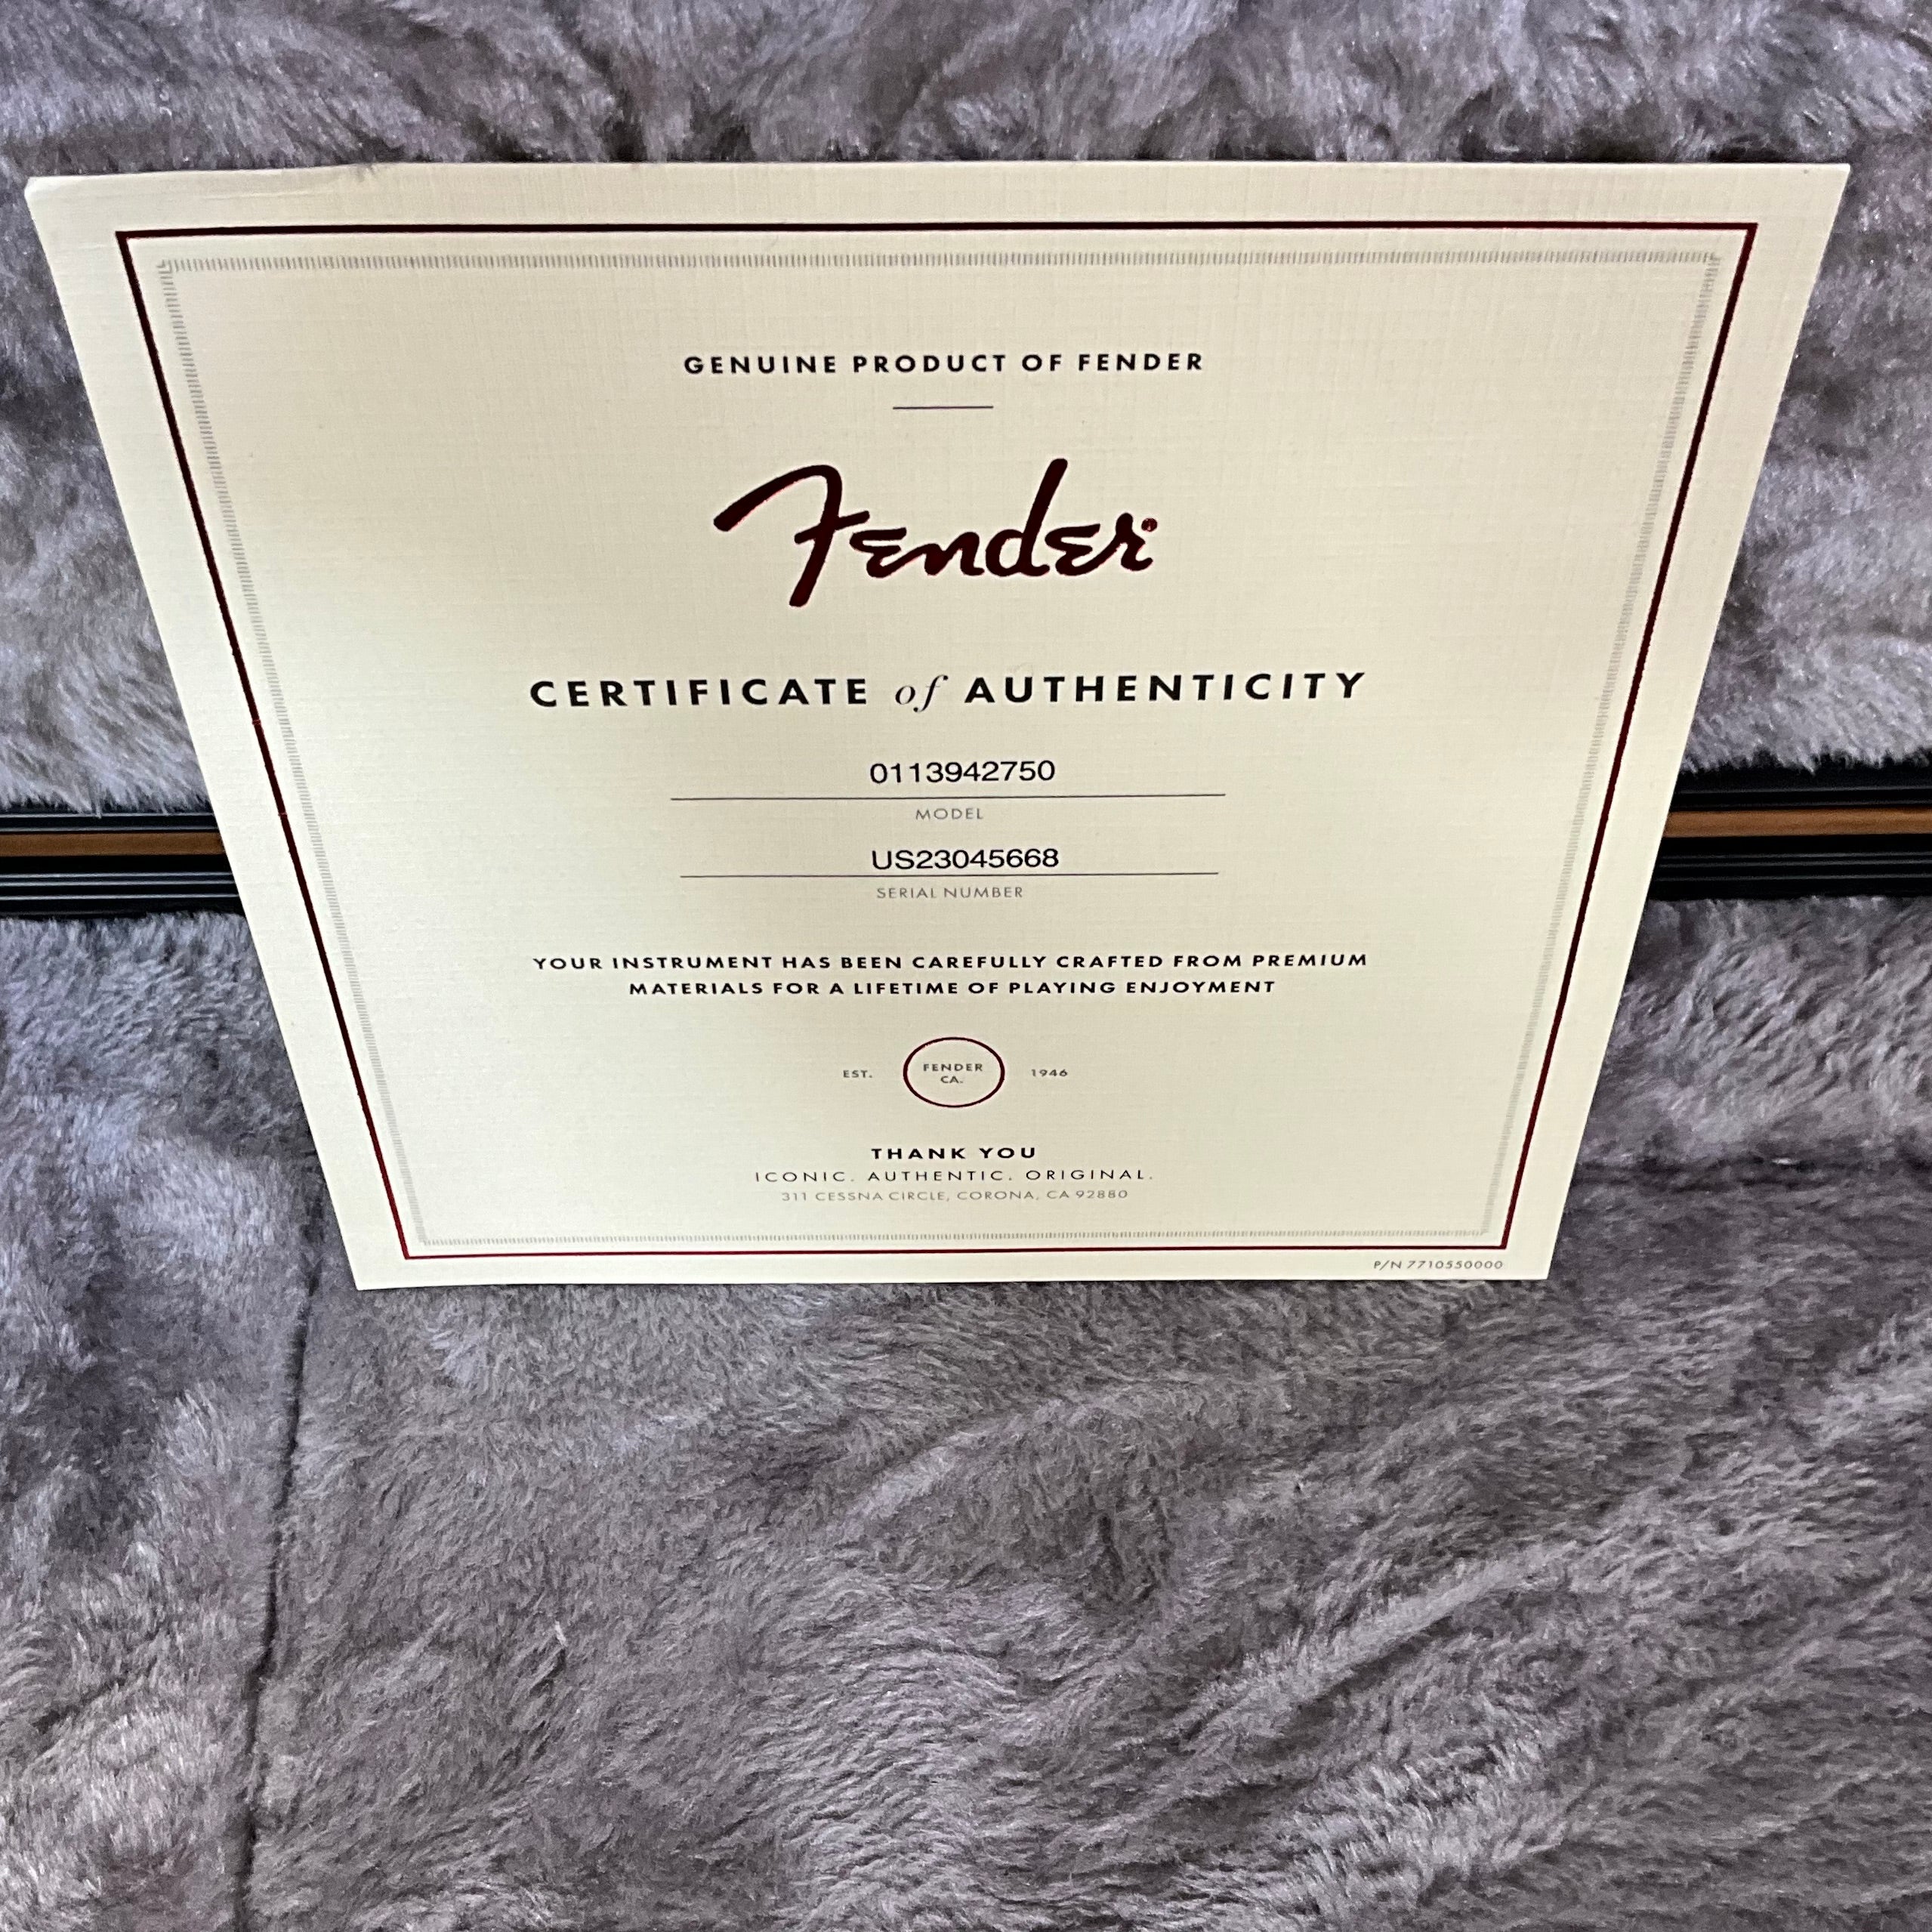 GENUINE PRODUCT OF FENDER
Fender®
CERTIFICATE of AUTHENTICITY
0113942750
MODEL
US23045668
SERIAL NUMBER
YOUR INSTRUMENT HAS BEEN CAREFULLY CRAFTED FROM PREMIUM
MATERIALS FOR A LIFETIME OF PLAYING ENJOYMENT
EST. FENDER CA. 1946
THANK YOU
ICONIC. AUTHENTIC. ORIGINAL.
311 CESSNA CIRCLE, CORONA, CA 92880
P/N 7710550000